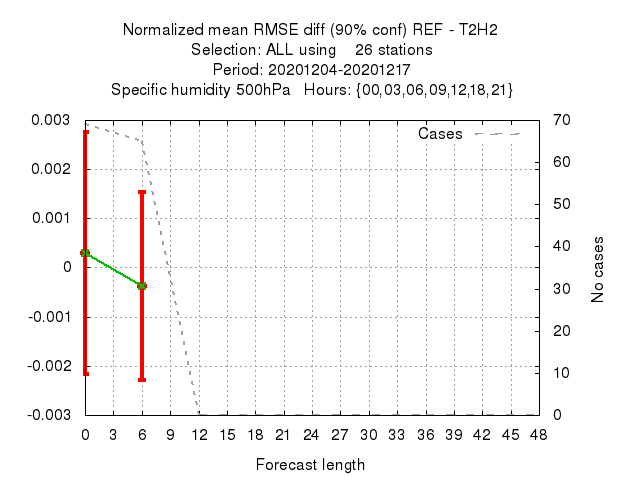 Normalized mean RMSE diff (90% conf) REF - T2H2
Selection: ALL using    26 stations
Period: 20201204-20201217
Specific humidity 500hPa   Hours: {00,03,06,09,12,18,21}
Cases
0.003
0.002
0.001
0
-0.001
-0.002
-0.003
70
60
50
40
30
20
10
0
No cases
0 3 6 9 12 15 18 21 24 27 30 33 36 39 42 45 48
Forecast length